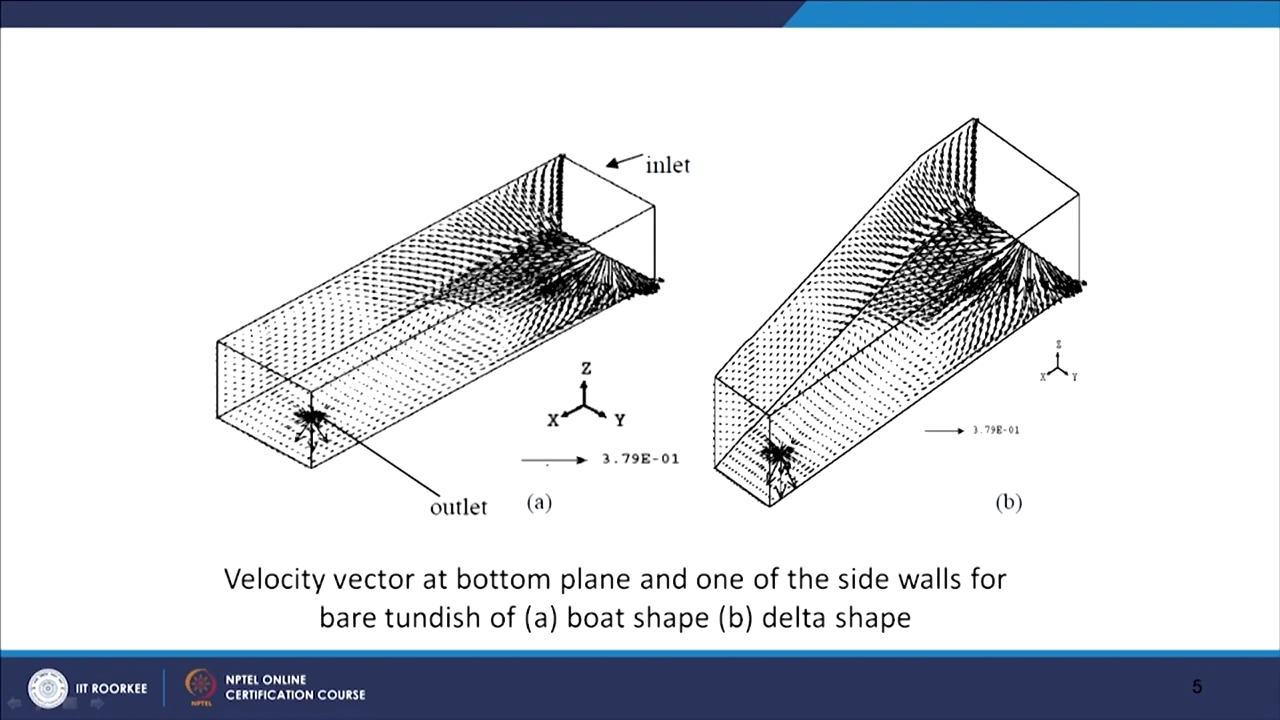 inlet
Z
X
Y
3.79E-01
outlet
(a)
Z
X
Y
3.79E-01
(b)
Velocity vector at bottom plane and one of the side walls for
bare tundish of (a) boat shape (b) delta shape
IIT ROORKEE
NPTEL
NPTEL ONLINE
CERTIFICATION COURSE
5